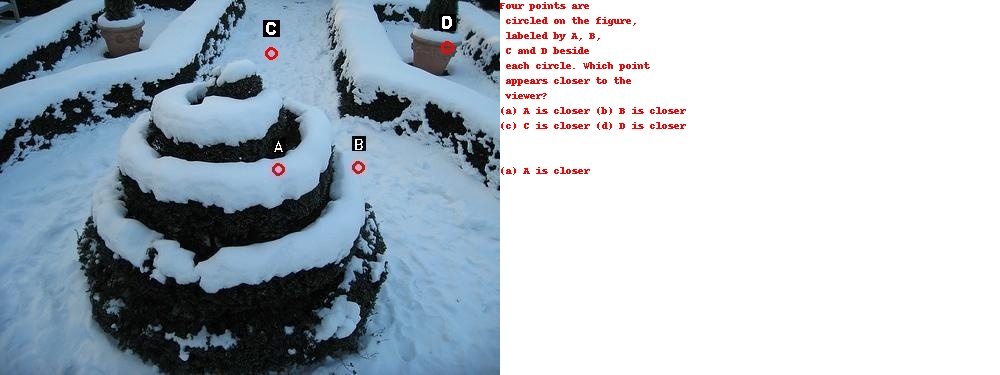 C
D
A
B
Four points are
circled on the figure,
labeled by A, B,
C and D beside
each circle. Which point
appears closer to the
viewer?
(a) A is closer (b) B is closer
(c) C is closer (d) D is closer
(a) A is closer